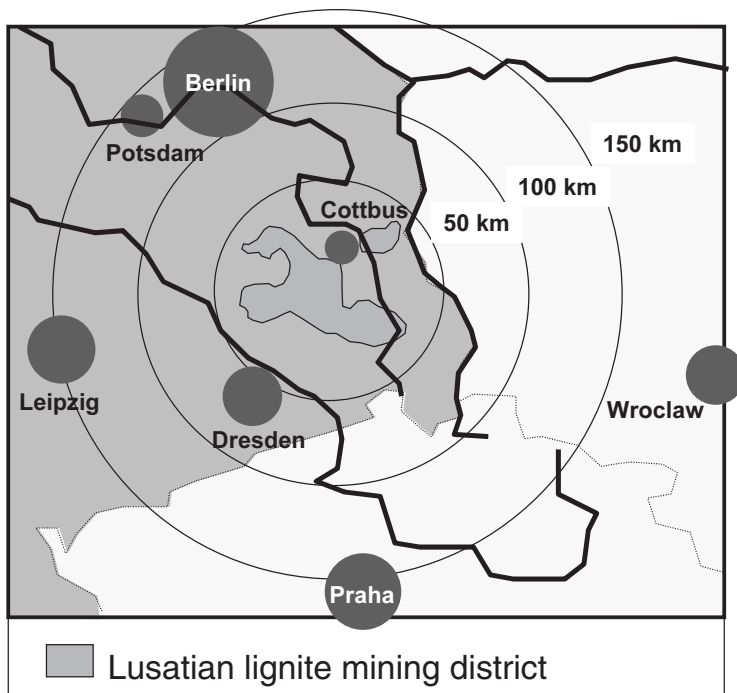 Berlin
Potsdam
150 km
100 km
Cottbus
50 km
Leipzig
Dresden
Wroclaw
Praha
Lusatian lignite mining district